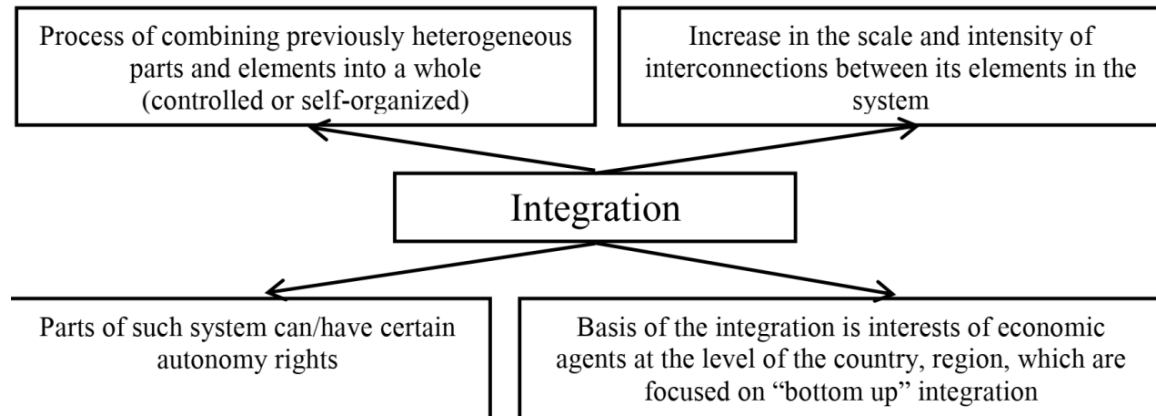 Process of combining previously heterogeneous
parts and elements into a whole
(controlled or self-organized)
Increase in the scale and intensity of
interconnections between its elements in the
system
Integration
Parts of such system can/have certain
autonomy rights
Basis of the integration is interests of economic
agents at the level of the country, region, which are
focused on “bottom up” integration